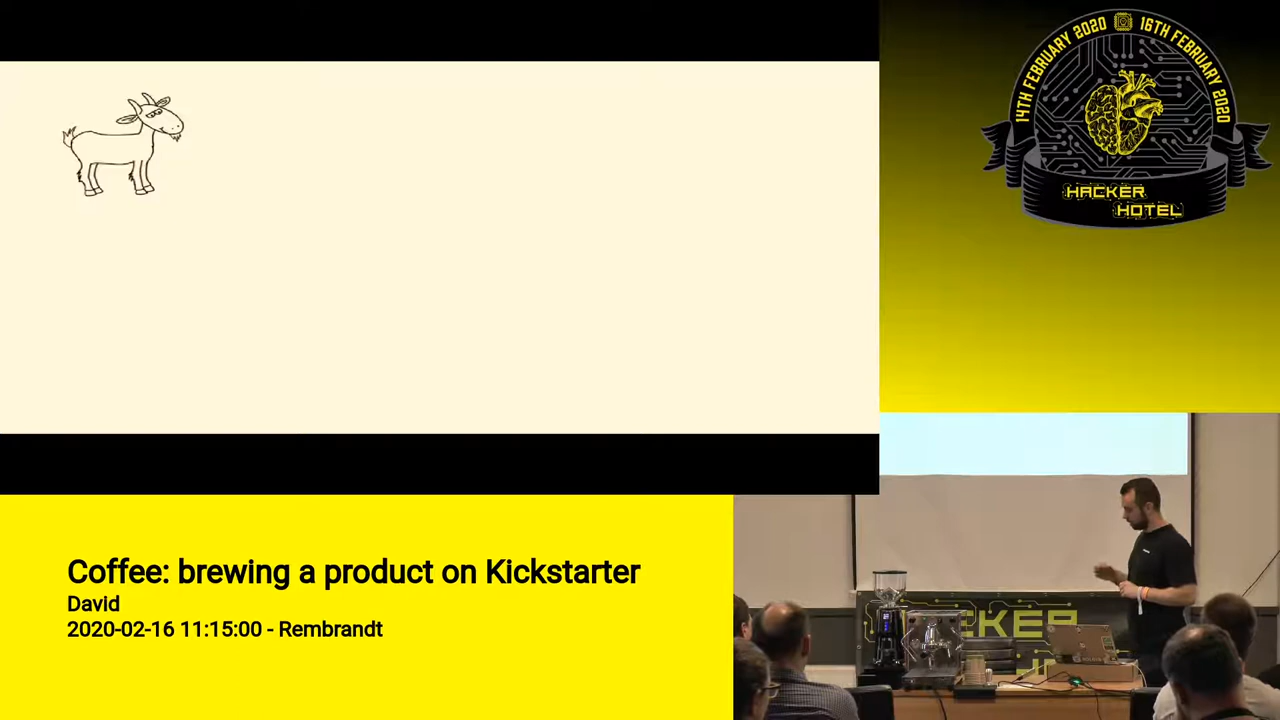 14TH FEBRUARY 2020
16TH FEBRUARY 2020
HACKER
HOTEL
Coffee: brewing a product on Kickstarter
David
2020-02-16 11:15:00 - Rembrandt